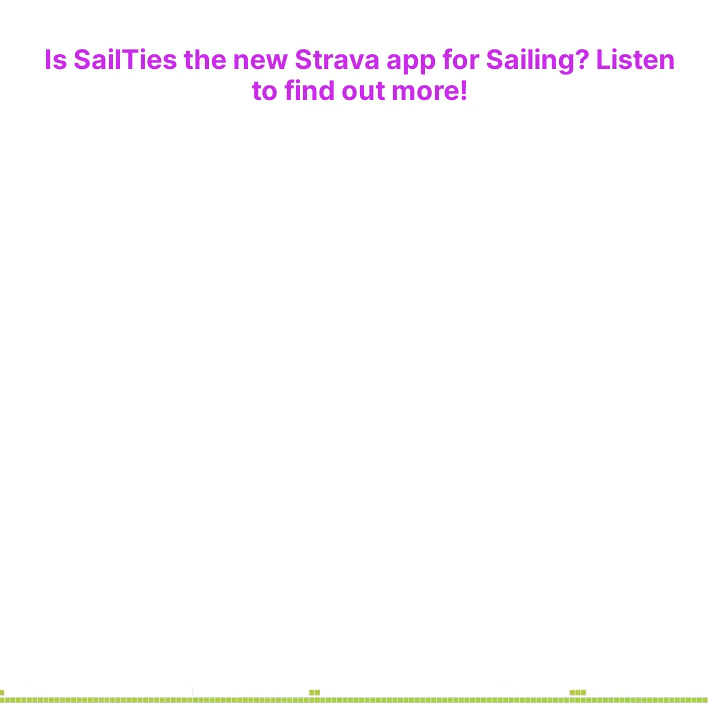 Is SailTies the new Strava app for Sailing? Listen
to find out more!